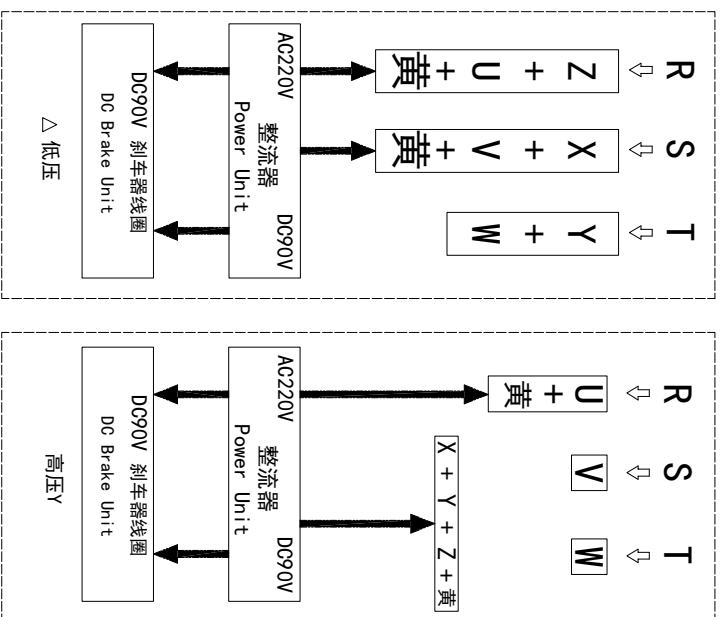 R S T
Z + U + 黄
X + V + 黄
Y + W
AC220V 整流器 DC90V
Power Unit
DC90V 刹车器线圈
DC Brake Unit
△ 低压
R S T
U + 黄
V
W
X + Y + Z + 黄
AC220V 整流器 DC90V
Power Unit
DC90V 刹车器线圈
DC Brake Unit
高压Y